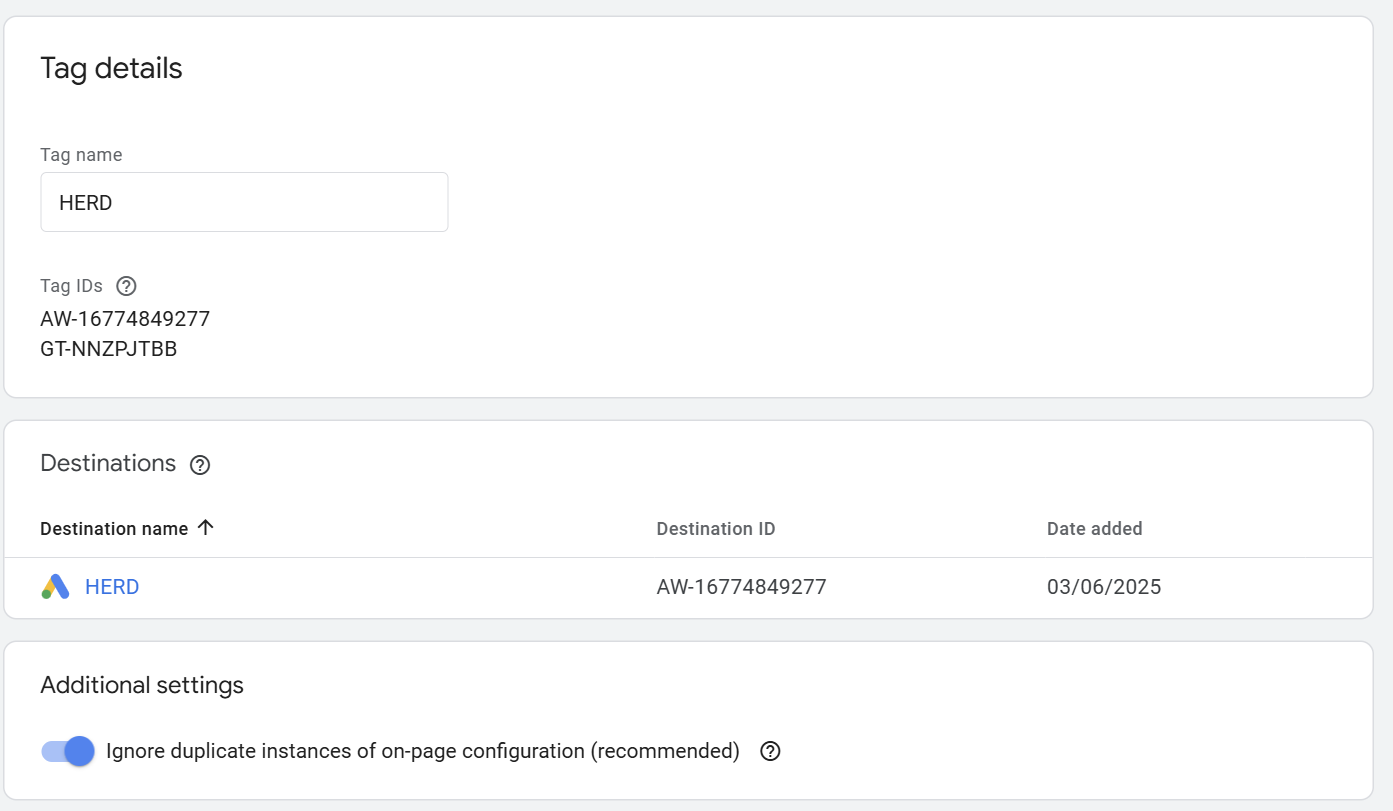 Tag details
Tag name
HERD
Tag IDs
AW-16774849277
GT-NNZPJTBB
Destinations
Destination name Destination ID Date added
HERD AW-16774849277 03/06/2025
Additional settings
Ignore duplicate instances of on-page configuration (recommended)